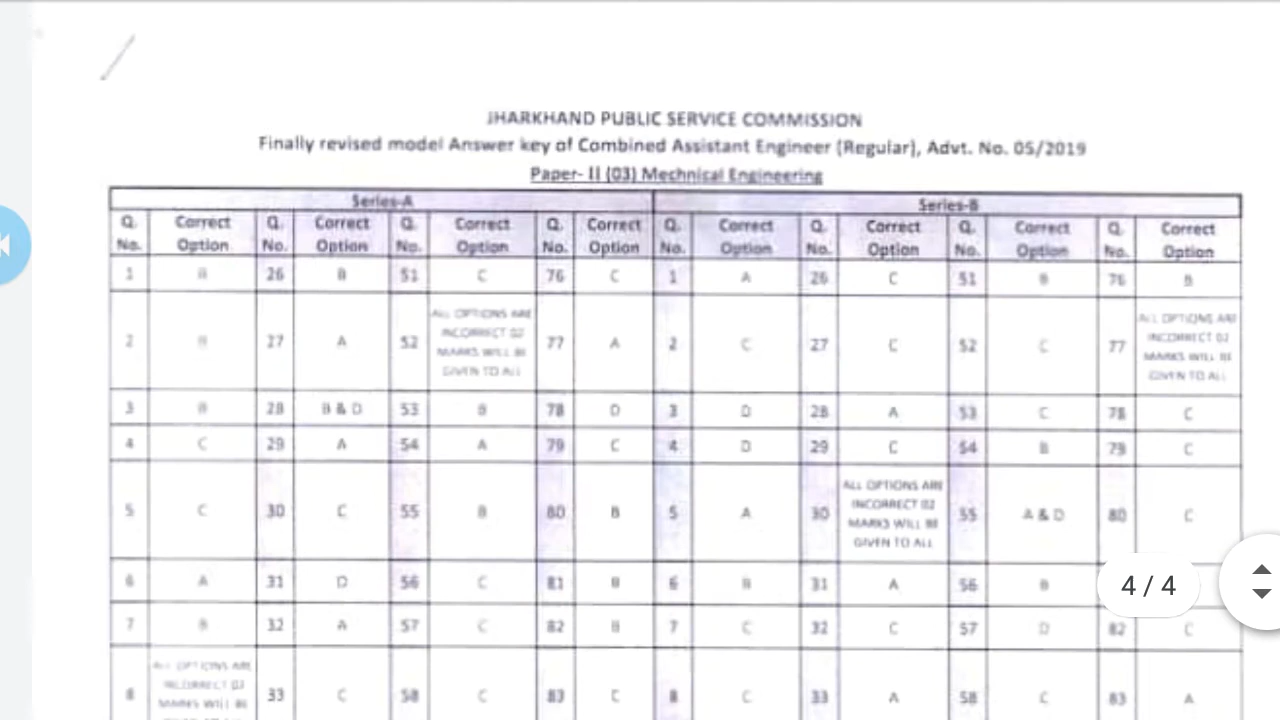 JHARKHAND PUBLIC SERVICE COMMISSION
Finally revised model Answer key of Combined Assistant Engineer (Regular), Advt. No. 05/2019
Paper- II (03) Mechnical Engineering
Series-A Series-B
Q. No. Correct Option Q. No. Correct Option Q. No. Correct Option Q. No. Correct Option Q. No. Correct Option Q. No. Correct Option Q. No. Correct Option Q. No. Correct Option
1 B 26 B 51 C 76 C 1 A 26 C 51 B 76 B
2 B 27 A 52 ALL OPTIONS ARE INCORRECT 02 MARKS WILL BE GIVEN TO ALL 77 A 2 C 27 C 52 C 77 ALL OPTIONS ARE INCORRECT 02 MARKS WILL BE GIVEN TO ALL
3 B 28 B & D 53 B 78 D 3 D 28 A 53 C 78 C
4 C 29 A 54 A 79 C 4 D 29 C 54 B 79 C
5 C 30 C 55 B 80 B 5 A 30 ALL OPTIONS ARE INCORRECT 02 MARKS WILL BE GIVEN TO ALL 55 A & D 80 C
6 A 31 D 56 C 81 B 6 B 31 A 56 B
7 B 32 A 57 C 82 B 7 C 32 C 57 D 82 C
8 ALL OPTIONS ARE INCORRECT 02 MARKS WILL BE 33 C 58 C 83 C 8 C 33 A 58 C 83 A
4 / 4